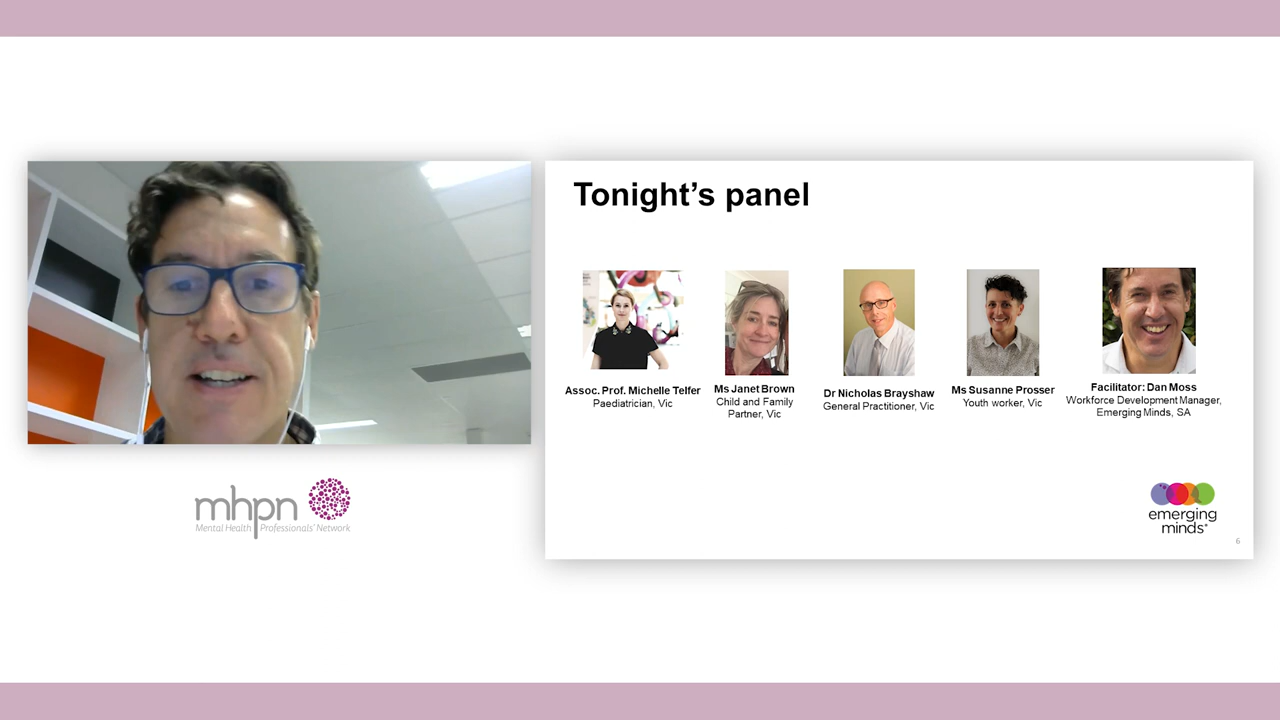 Tonight’s panel
Assoc. Prof. Michelle Telfer
Paediatrician, Vic
Ms Janet Brown
Child and Family
Partner, Vic
Dr Nicholas Brayshaw
General Practitioner, Vic
Ms Susanne Prosser
Youth worker, Vic
Facilitator: Dan Moss
Workforce Development Manager,
Emerging Minds, SA
mhpn
Mental Health Professionals’ Network
emerging
minds
6